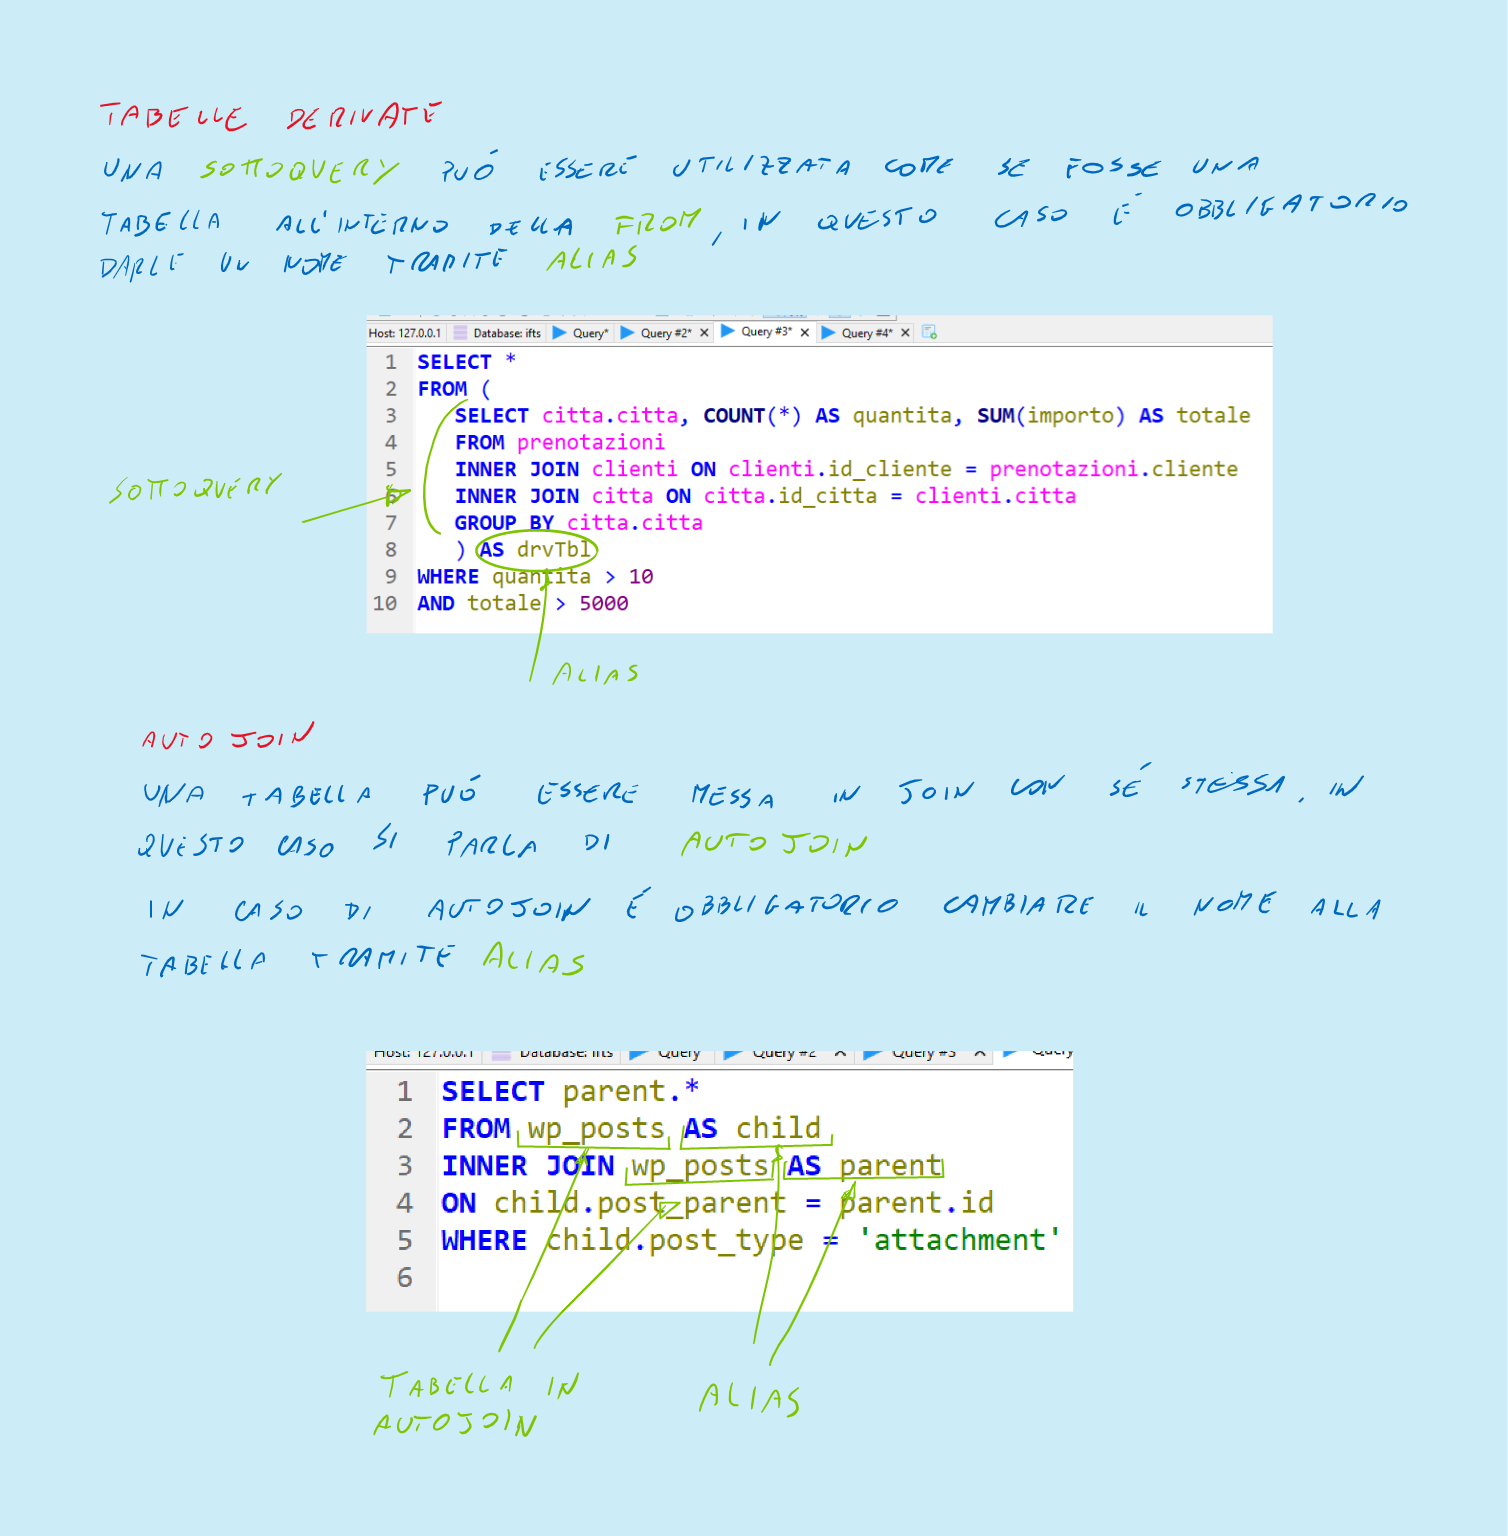 TABELLE DERIVATE
UNA SOTTOQUERY PUÓ ESSERE UTILIZZATA COME SE FOSSE UNA
TABELLA ALL'INTERNO DELLA FROM, IN QUESTO CASO É OBBLIGATORIO
DARLE UN NOME TRAMITE ALIAS
Host: 127.0.0.1 Database: ifts Query* Query #2* Query #3* Query #4*
1 SELECT *
2 FROM (
3 SELECT citta.citta, COUNT(*) AS quantita, SUM(importo) AS totale
4 FROM prenotazioni
5 INNER JOIN clienti ON clienti.id_cliente = prenotazioni.cliente
SOTTOQUERY
6 INNER JOIN citta ON citta.id_citta = clienti.citta
7 GROUP BY citta.citta
8 ) AS drvTbl
9 WHERE quantita > 10
10 AND totale > 5000
ALIAS
AUTO JOIN
UNA TABELLA PUÓ ESSERE MESSA IN JOIN CON SÉ STESSA, IN
QUESTO CASO SI PARLA DI AUTO JOIN
IN CASO DI AUTOJOIN É OBBLIGATORIO CAMBIARE IL NOME ALLA
TABELLA TRAMITE ALIAS
Host: 127.0.0.1 Database: ifts Query Query #2 Query #3 Query
1 SELECT parent.*
2 FROM wp_posts AS child
3 INNER JOIN wp_posts AS parent
4 ON child.post_parent = parent.id
5 WHERE child.post_type = 'attachment'
6
TABELLA IN
AUTOJOIN
ALIAS